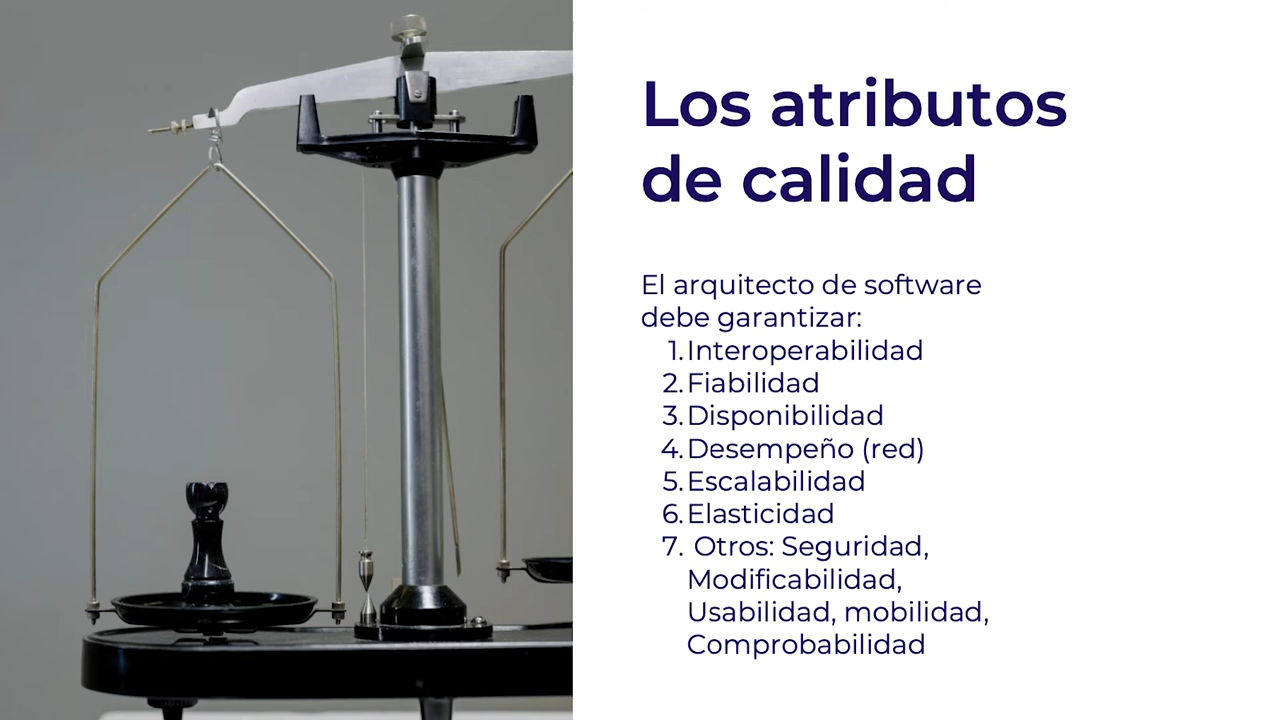 Los atributos
de calidad
El arquitecto de software
debe garantizar:
1. Interoperabilidad
2. Fiabilidad
3. Disponibilidad
4. Desempeño (red)
5. Escalabilidad
6. Elasticidad
7. Otros: Seguridad,
Modificabilidad,
Usabilidad, mobilidad,
Comprobabilidad